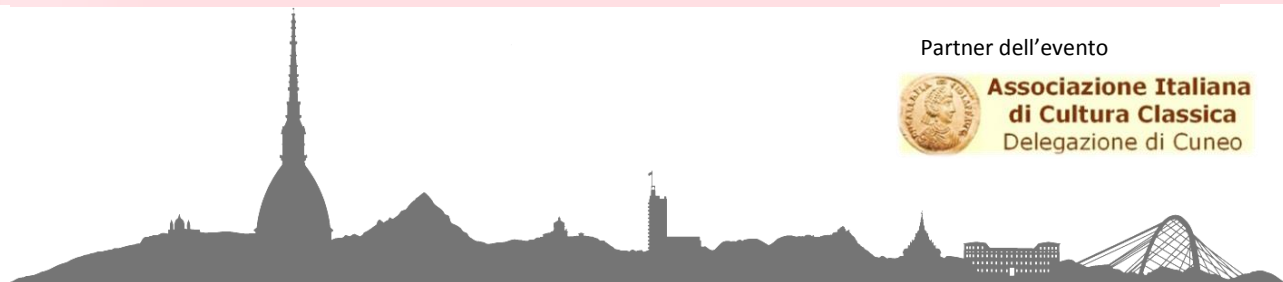 Partner dell’evento
Associazione Italiana
di Cultura Classica
Delegazione di Cuneo